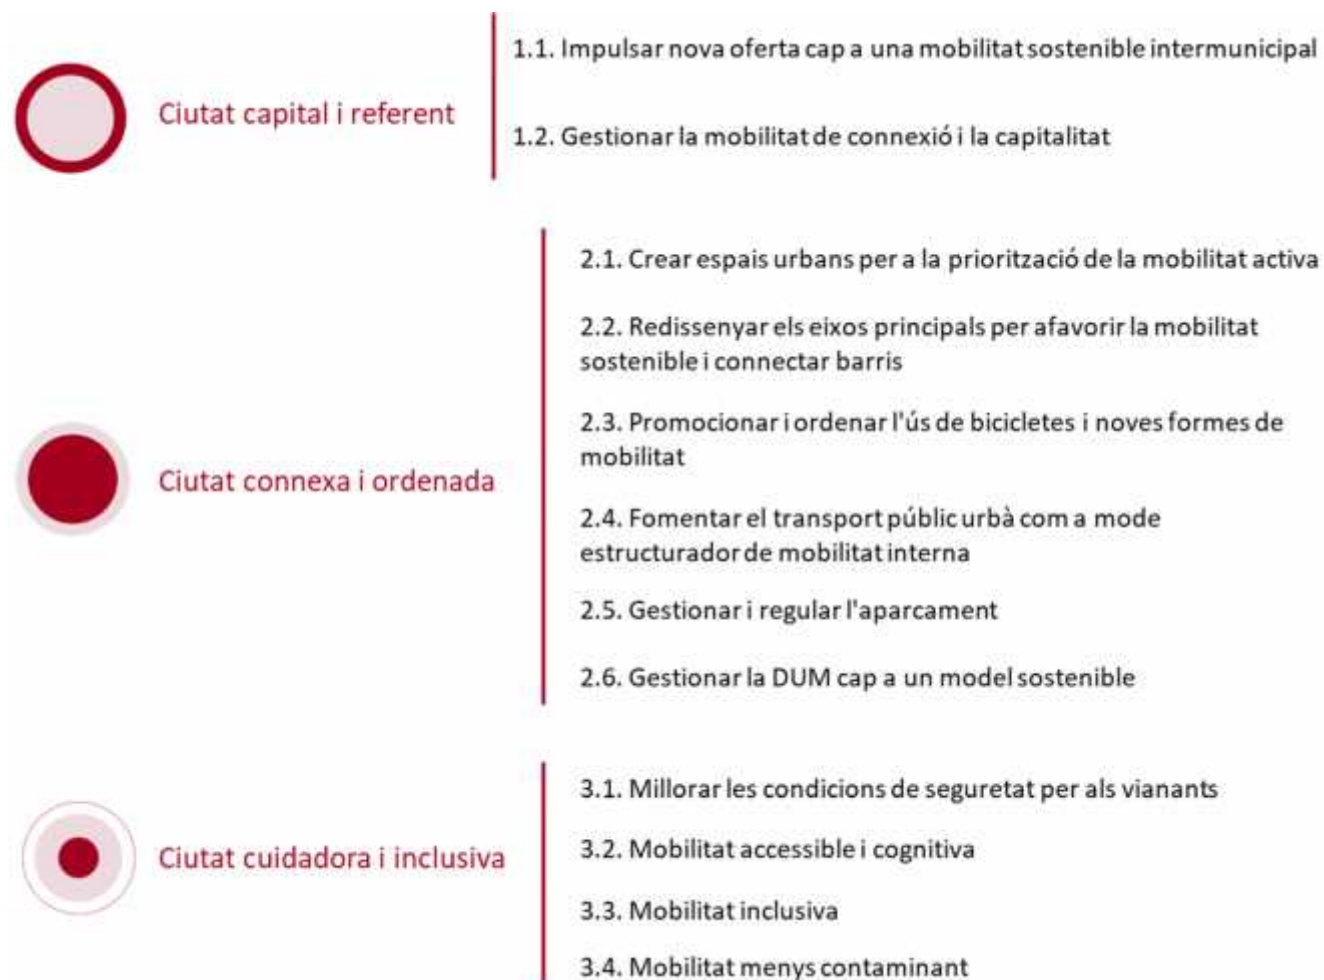 Ciutat capital i referent
1.1. Impulsar nova oferta cap a una mobilitat sostenible intermunicipal
1.2. Gestionar la mobilitat de connexió i la capitalitat
Ciutat connexa i ordenada
2.1. Crear espais urbans per a la priorització de la mobilitat activa
2.2. Redissenyar els eixos principals per afavorir la mobilitat
sostenible i connectar barris
2.3. Promocionar i ordenar l'ús de bicicletes i noves formes de
mobilitat
2.4. Fomentar el transport públic urbà com a mode
estructurador de mobilitat interna
2.5. Gestionar i regular l'aparcament
2.6. Gestionar la DUM cap a un model sostenible
Ciutat cuidadora i inclusiva
3.1. Millorar les condicions de seguretat per als vianants
3.2. Mobilitat accessible i cognitiva
3.3. Mobilitat inclusiva
3.4. Mobilitat menys contaminant